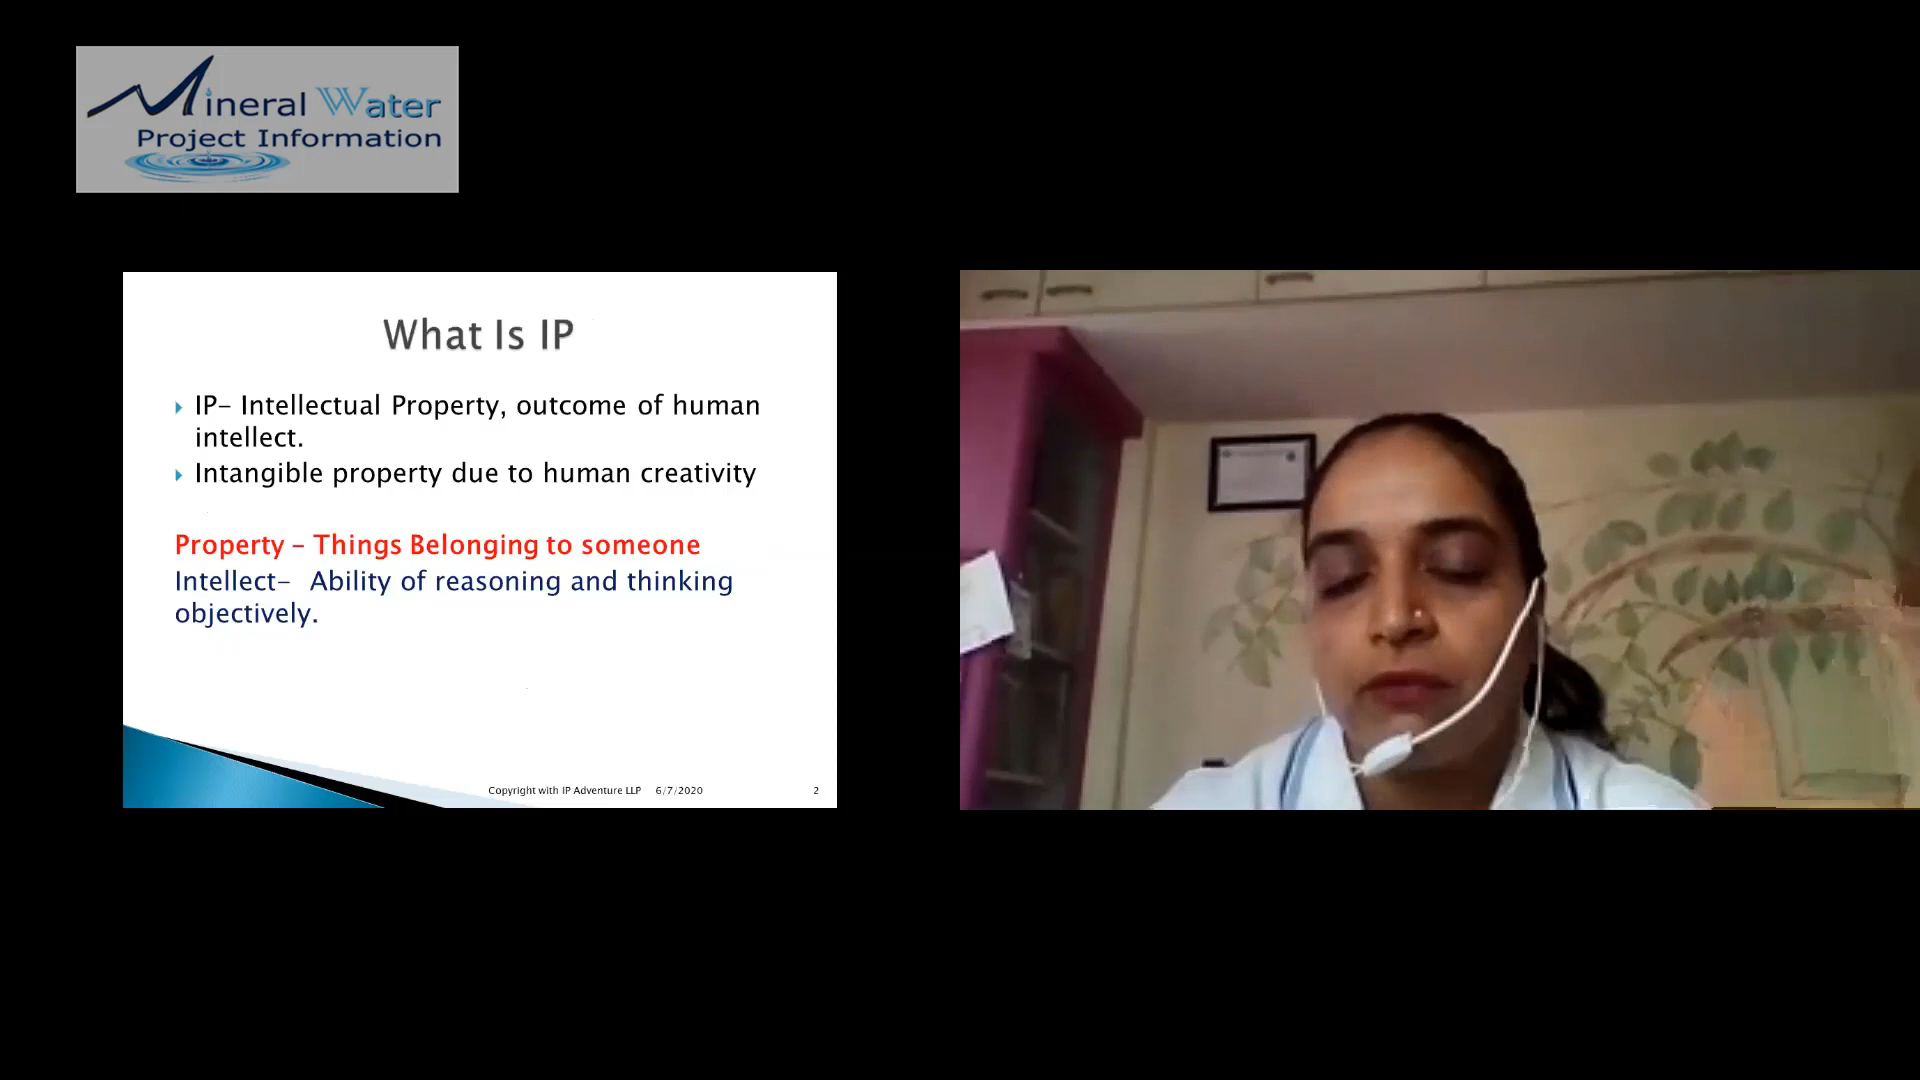 Mineral Water
Project Information
What Is IP
IP- Intellectual Property, outcome of human
intellect.
Intangible property due to human creativity
Property - Things Belonging to someone
Intellect- Ability of reasoning and thinking
objectively.
Copyright with IP Adventure LLP 6/7/2020 2